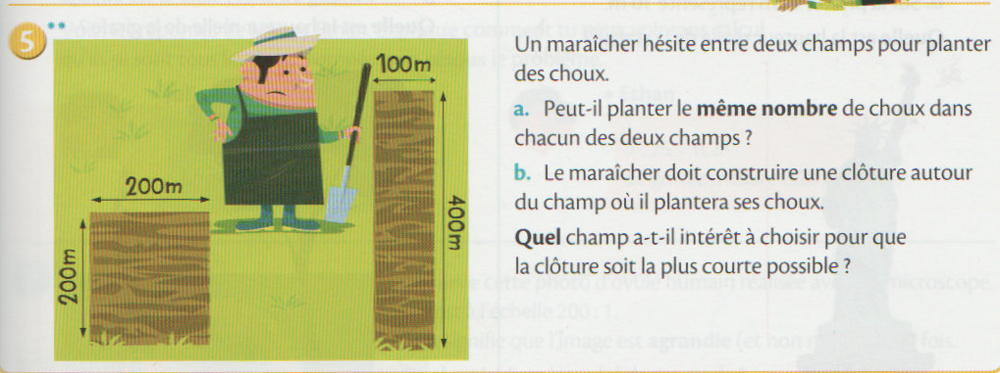 5 **
100m
200m
400m
200m
Un maraîcher hésite entre deux champs pour planter
des choux.
a. Peut-il planter le même nombre de choux dans
chacun des deux champs ?
b. Le maraîcher doit construire une clôture autour
du champ où il plantera ses choux.
Quel champ a-t-il intérêt à choisir pour que
la clôture soit la plus courte possible ?